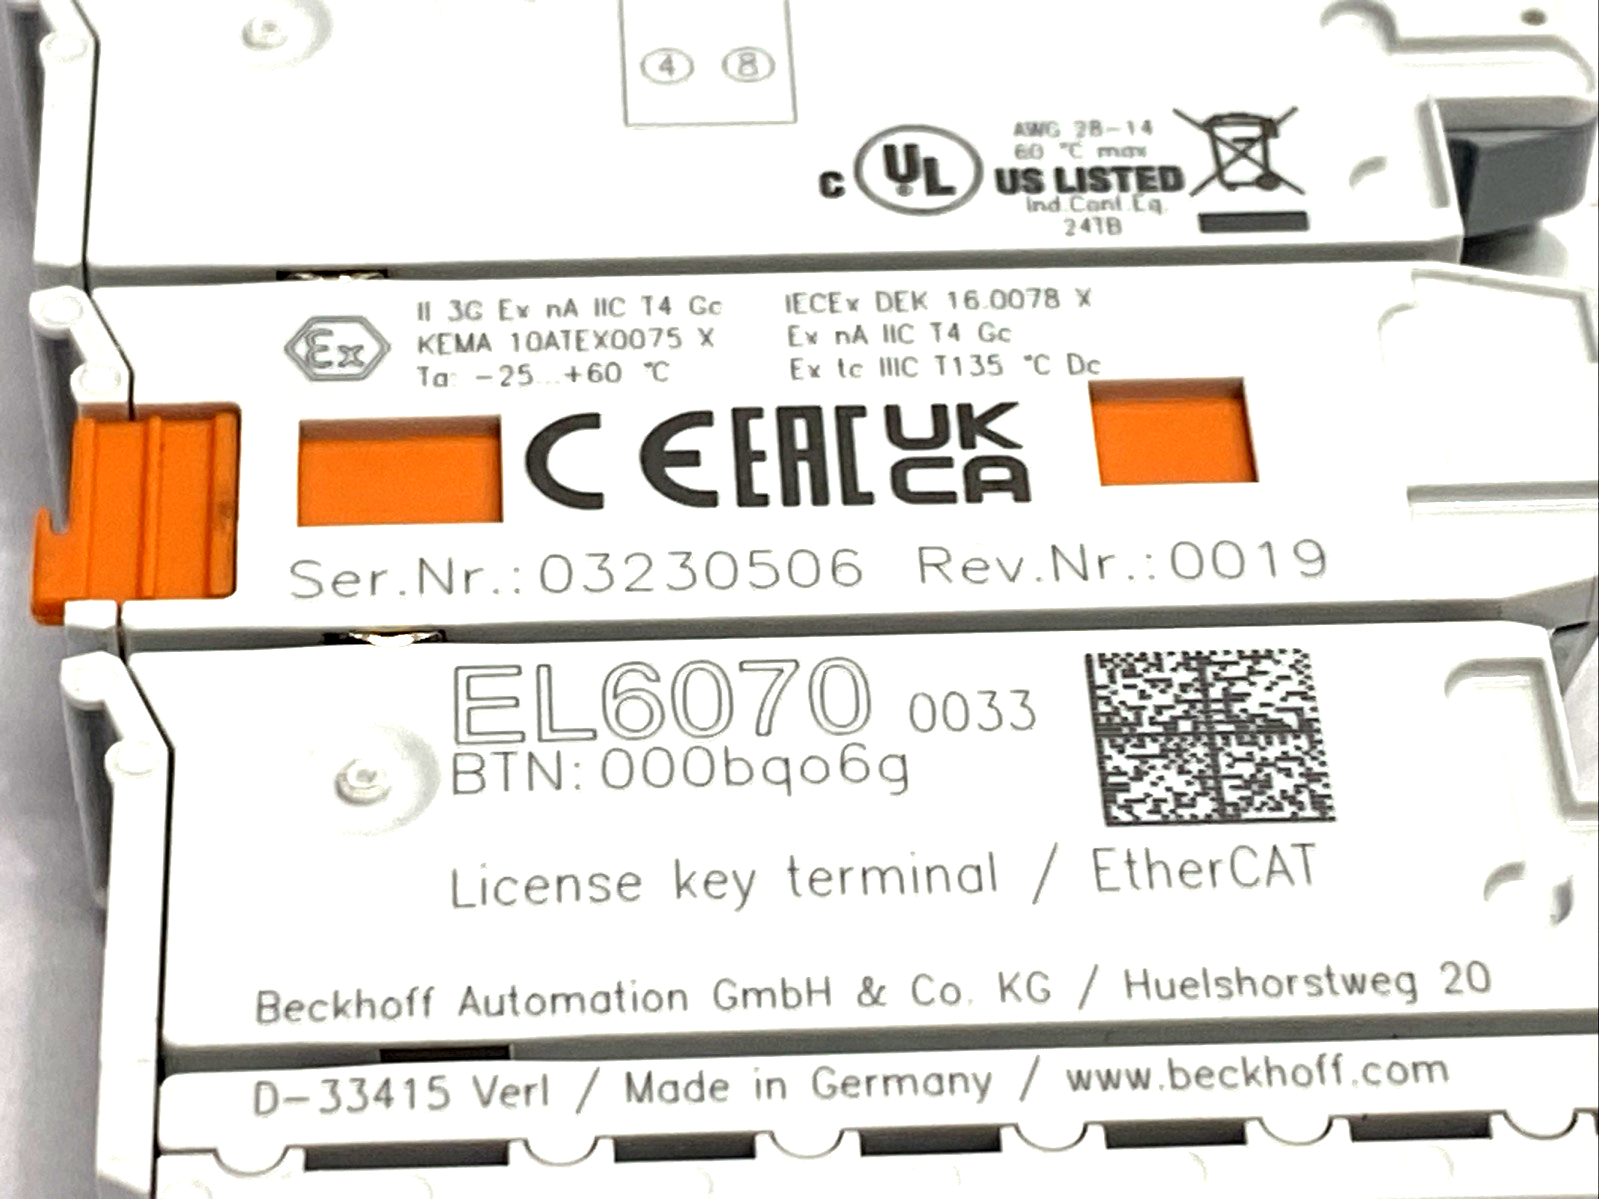 4 8
AWG 28-14
60 °C max
c UL US LISTED
Ind.Cont.Eq.
24TB
II 3G Ex nA IIC T4 Gc
KEMA 10ATEX0075 X
Ta: -25...+60 °C
Ex
IECEx DEK 16.0078 X
Ex nA IIC T4 Gc
Ex tc IIIC T135 °C Dc
CE EAC UK CA
Ser.Nr.:03230506 Rev.Nr.:0019
EL6070 0033
BTN:000bqo6g
License key terminal / EtherCAT
Beckhoff Automation GmbH & Co. KG / Huelshorstweg 20
D-33415 Verl / Made in Germany / www.beckhoff.com